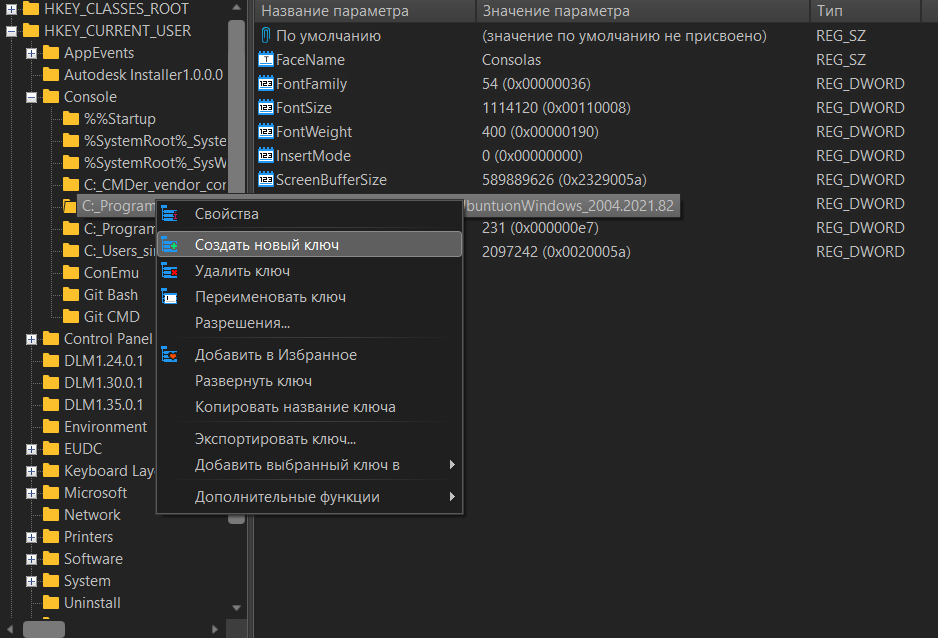 HKEY_CLASSES_ROOT
HKEY_CURRENT_USER
AppEvents
Autodesk Installer1.0.0.0
Console
%%Startup
%SystemRoot%_Syste
%SystemRoot%_SysW
C:_CMDer_vendor_cor
C:_Program
C:_Program
C:_Users_si
ConEmu
Git Bash
Git CMD
Control Panel
DLM1.24.0.1
DLM1.30.0.1
DLM1.35.0.1
Environment
EUDC
Keyboard Layo
Microsoft
Network
Printers
Software
System
Uninstall
Название параметра Значение параметра Тип
По умолчанию (значение по умолчанию не присвоено) REG_SZ
FaceName Consolas REG_SZ
FontFamily 54 (0x00000036) REG_DWORD
FontSize 1114120 (0x00110008) REG_DWORD
FontWeight 400 (0x00000190) REG_DWORD
InsertMode 0 (0x00000000) REG_DWORD
ScreenBufferSize 589889626 (0x2329005a) REG_DWORD
buntuonWindows_2004.2021.82 REG_DWORD
231 (0x000000e7) REG_DWORD
2097242 (0x0020005a) REG_DWORD
Свойства
Создать новый ключ
Удалить ключ
Переименовать ключ
Разрешения...
Добавить в Избранное
Развернуть ключ
Копировать название ключа
Экспортировать ключ...
Добавить выбранный ключ в
Дополнительные функции